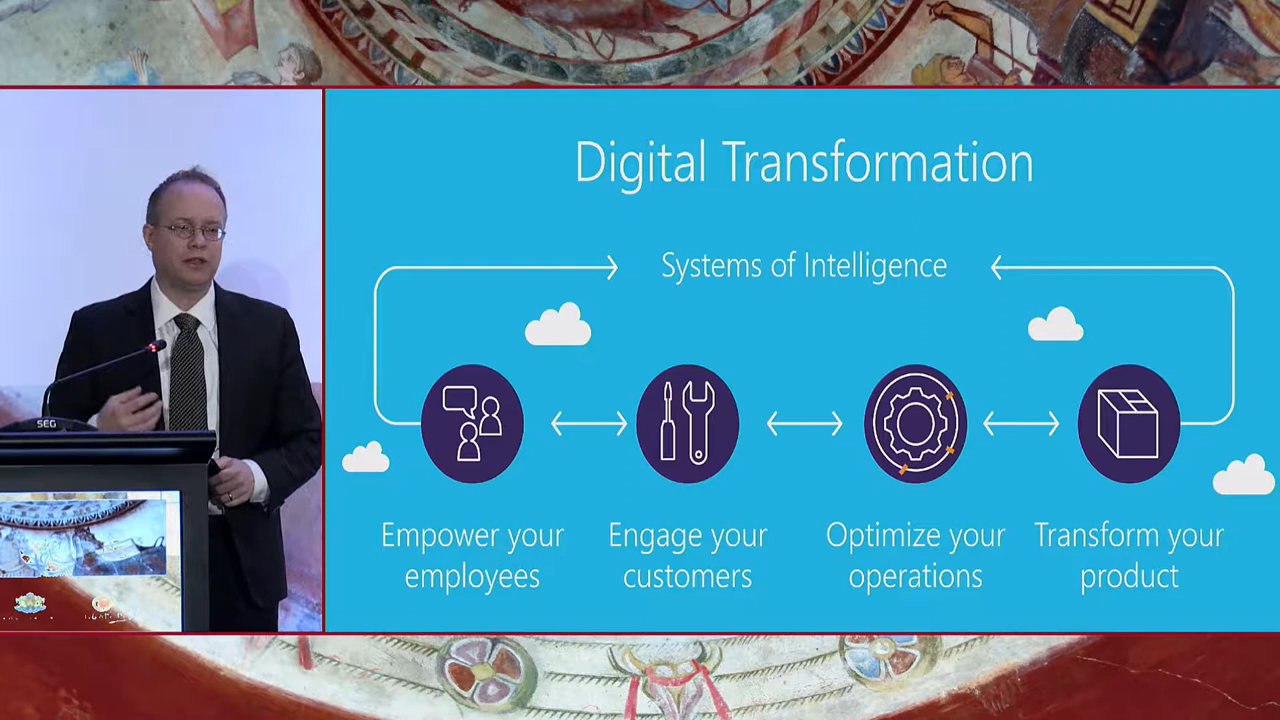 Digital Transformation
Systems of Intelligence
Empower your
employees
Engage your
customers
Optimize your
operations
Transform your
product
SEG